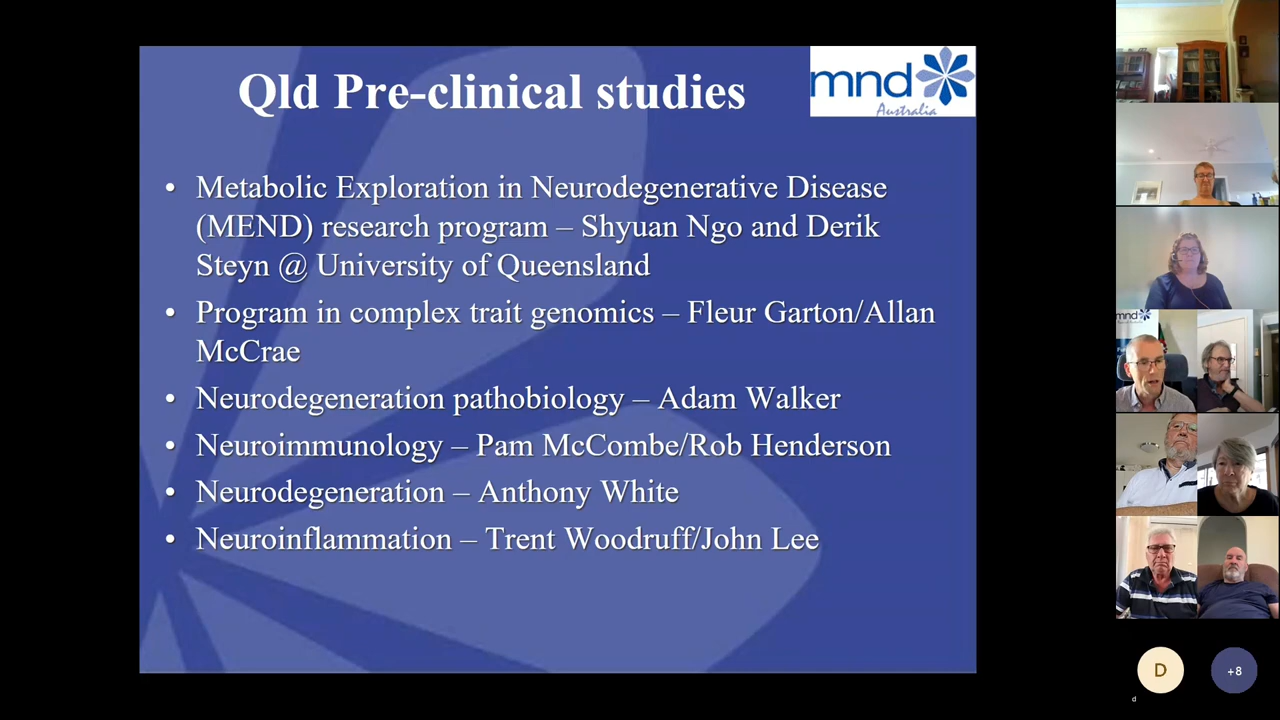 Qld Pre-clinical studies
mnd
Australia
• Metabolic Exploration in Neurodegenerative Disease
(MEND) research program – Shyuan Ngo and Derik
Steyn @ University of Queensland
• Program in complex trait genomics – Fleur Garton/Allan
McCrae
• Neurodegeneration pathobiology – Adam Walker
• Neuroimmunology – Pam McCombe/Rob Henderson
• Neurodegeneration – Anthony White
• Neuroinflammation – Trent Woodruff/John Lee
mnd
D
+8
d